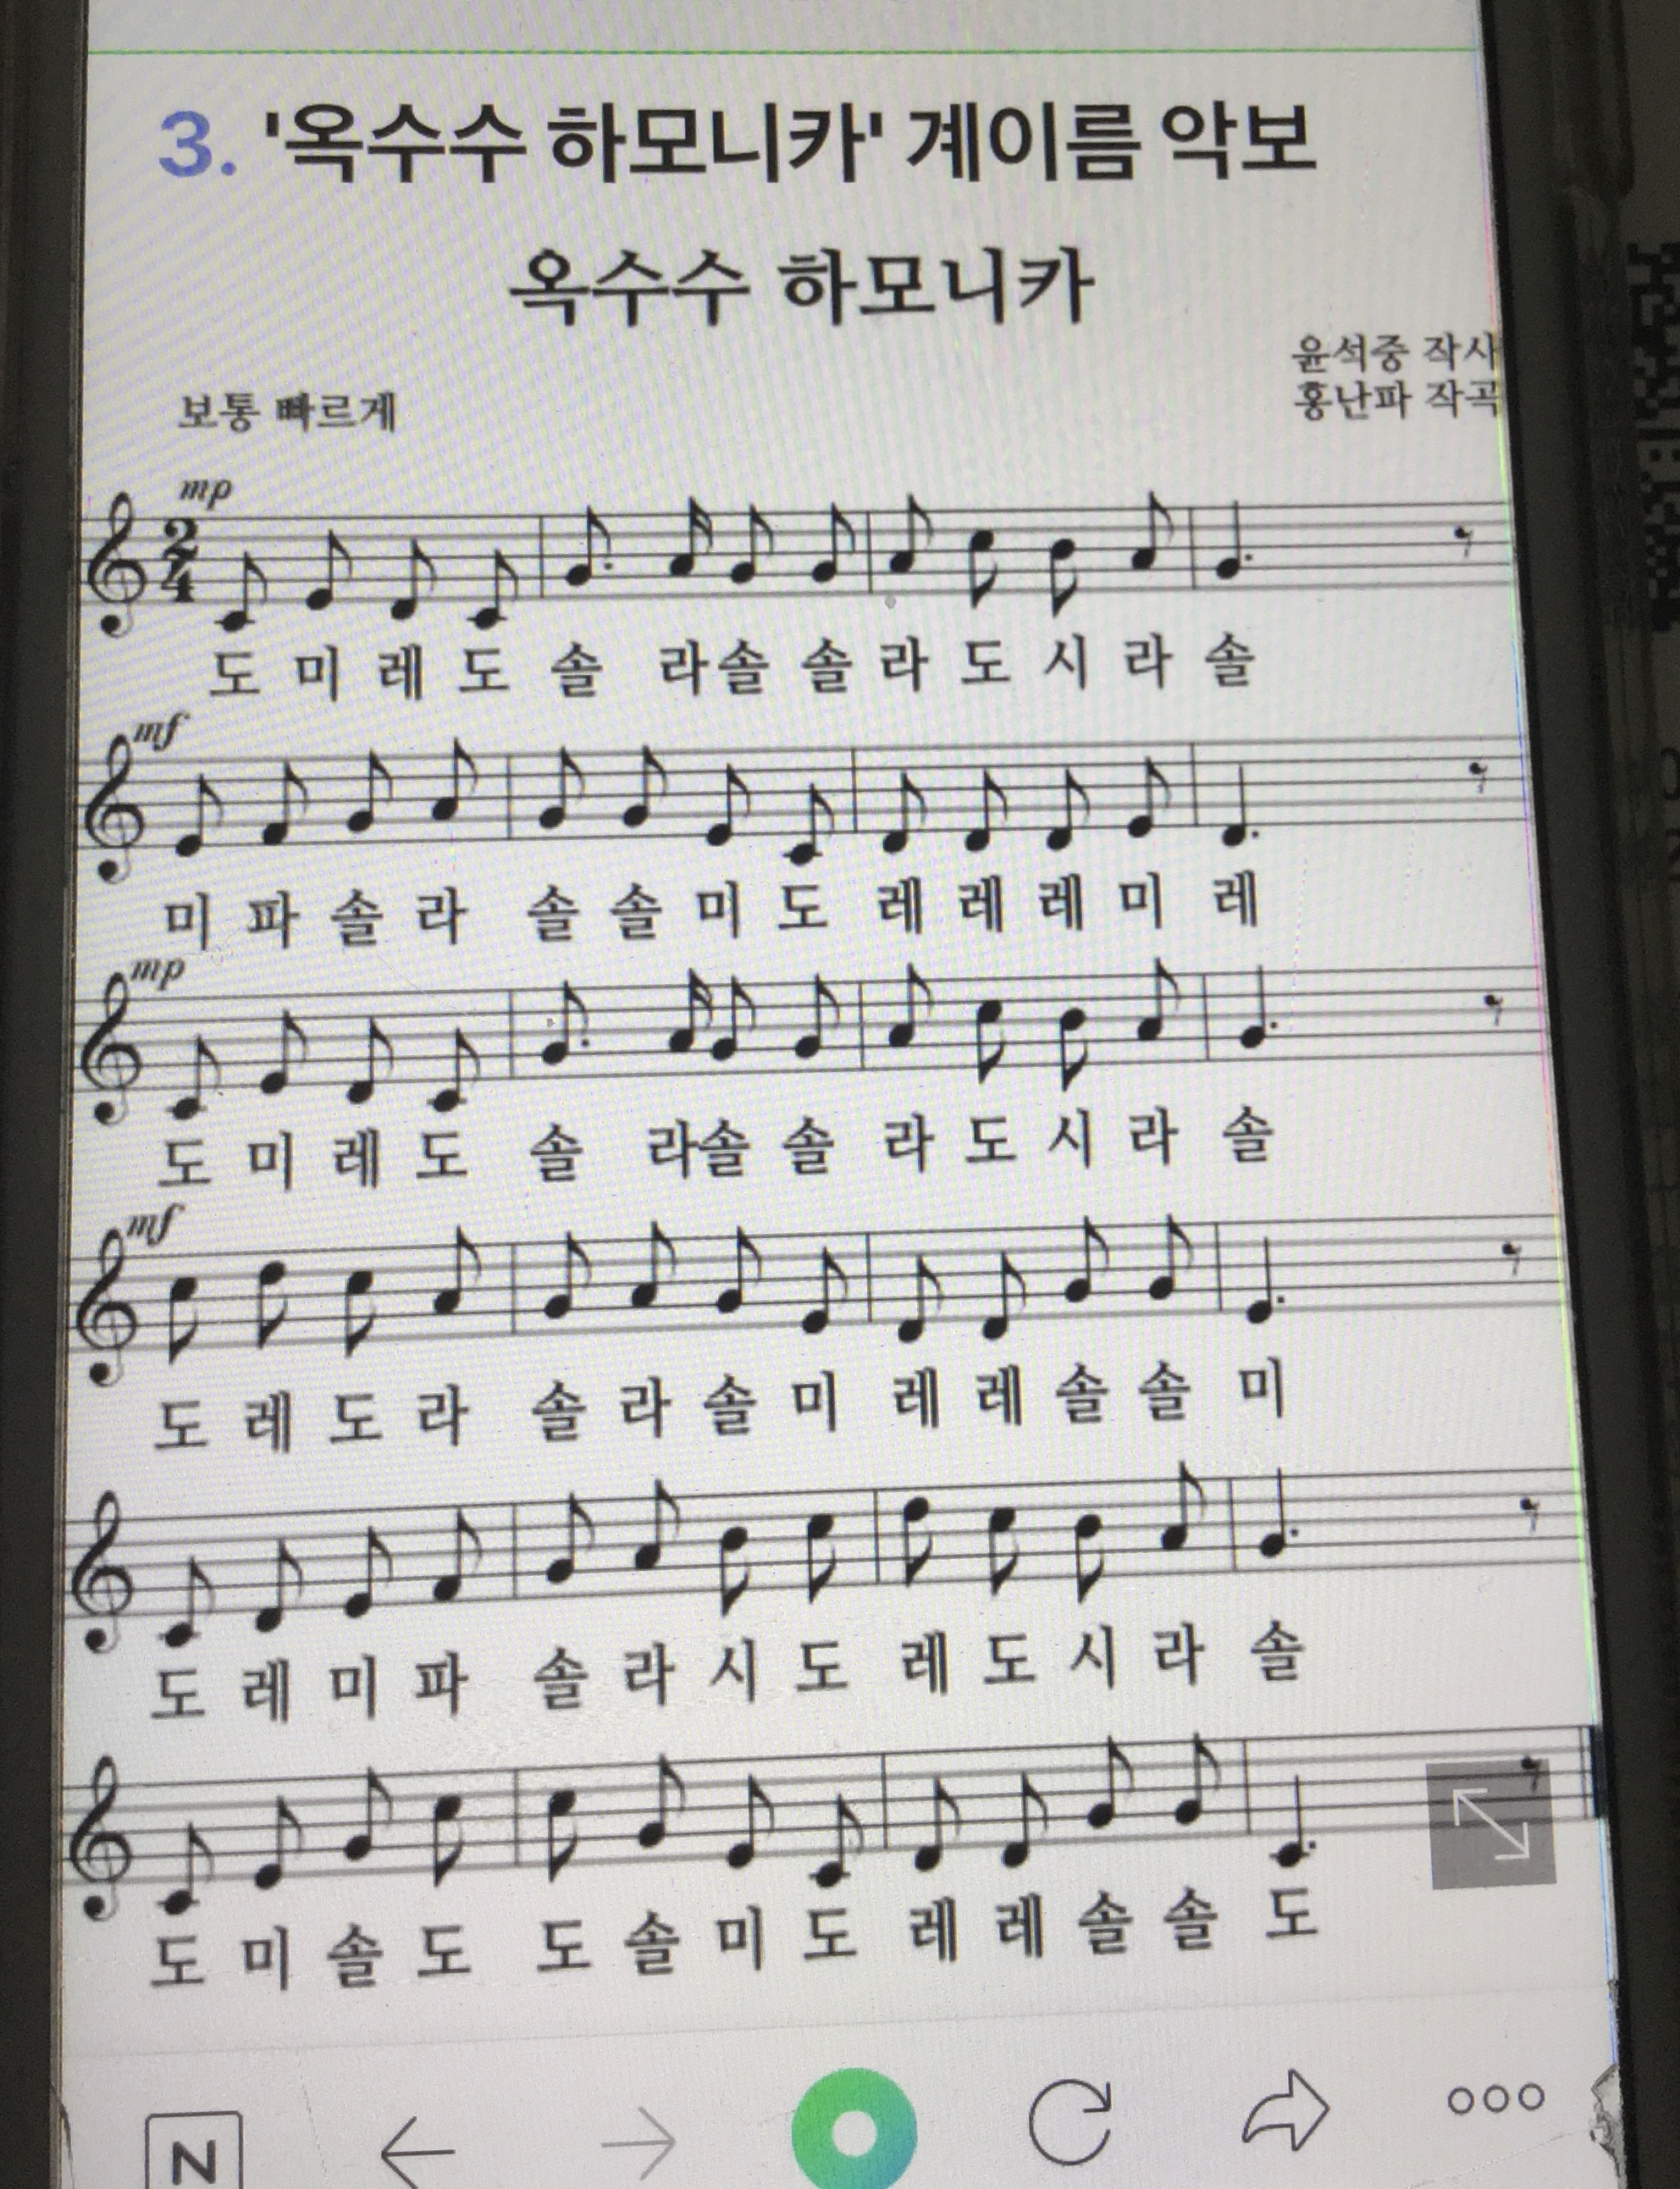 3. '옥수수 하모니카' 계이름 악보
옥수수 하모니카
윤석중 작사
보통 빠르게
홍난파 작곡
mp
2
4
도 미 레 도 솔 라솔 솔 라 도 시 라 솔
mf
미 파 솔 라 솔 솔 미 도 레 레 레 미 레
mp
도 미 레 도 솔 라솔 솔 라 도 시 라 솔
mf
도 레 도 라 솔 라 솔 미 레 레 솔 솔 미
도 레 미 파 솔 라 시 도 레 도 시 라 솔
도 미 솔 도 도 솔 미 도 레 레 솔 솔 도
N